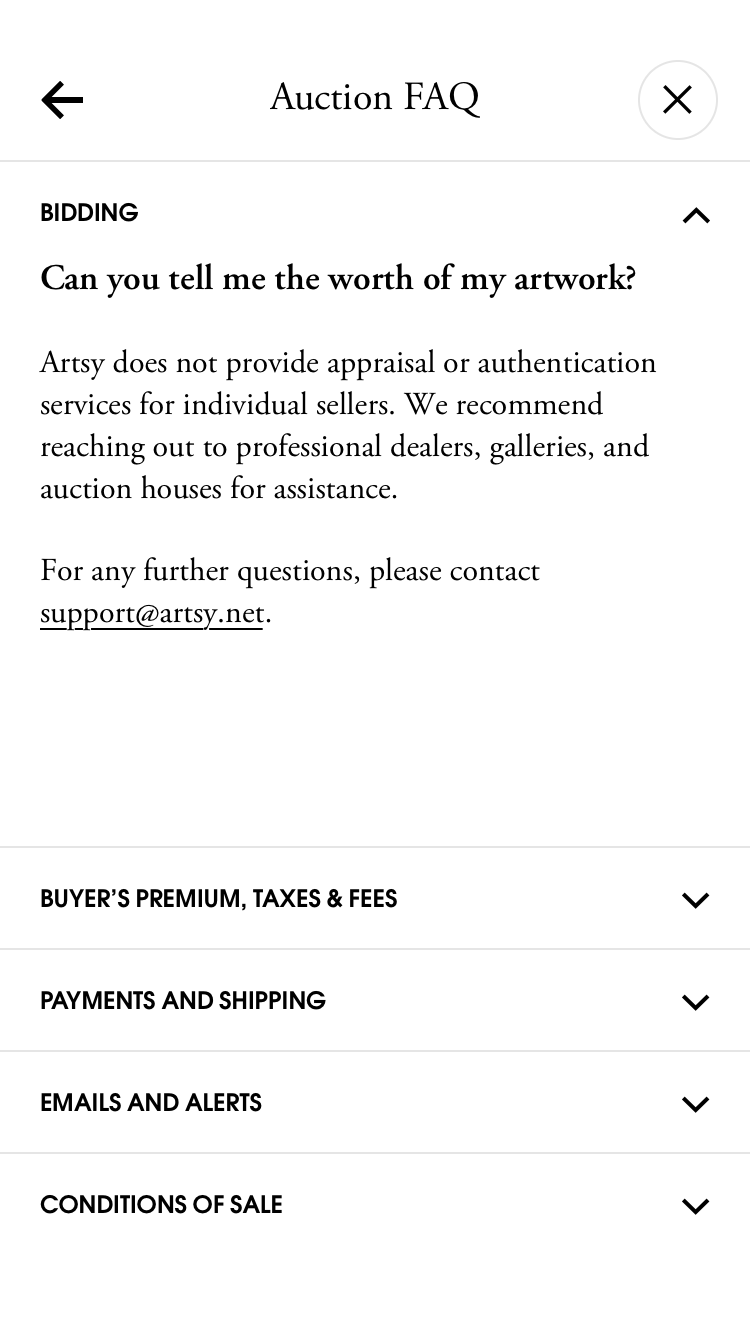 Auction FAQ
BIDDING
Can you tell me the worth of my artwork?
Artsy does not provide appraisal or authentication
services for individual sellers. We recommend
reaching out to professional dealers, galleries, and
auction houses for assistance.
For any further questions, please contact
support@artsy.net.
BUYER’S PREMIUM, TAXES & FEES
PAYMENTS AND SHIPPING
EMAILS AND ALERTS
CONDITIONS OF SALE